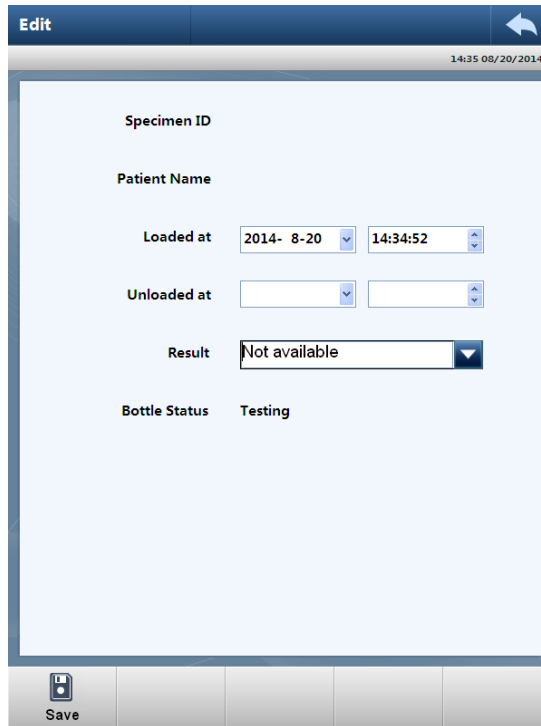 Edit
14:35 08/20/2014
Specimen ID
Patient Name
Loaded at 2014- 8-20 14:34:52
Unloaded at
Result Not available
Bottle Status Testing
Save